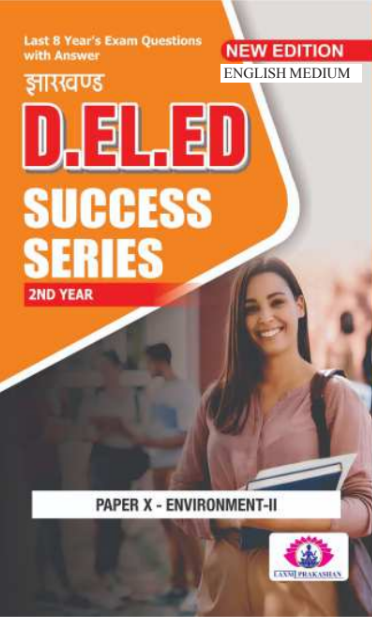 Last 8 Year's Exam Questions
with Answer
NEW EDITION
ENGLISH MEDIUM
झारखण्ड
D.EL.ED
SUCCESS
SERIES
2ND YEAR
PAPER X - ENVIRONMENT-II
LAXMI PRAKASHAN